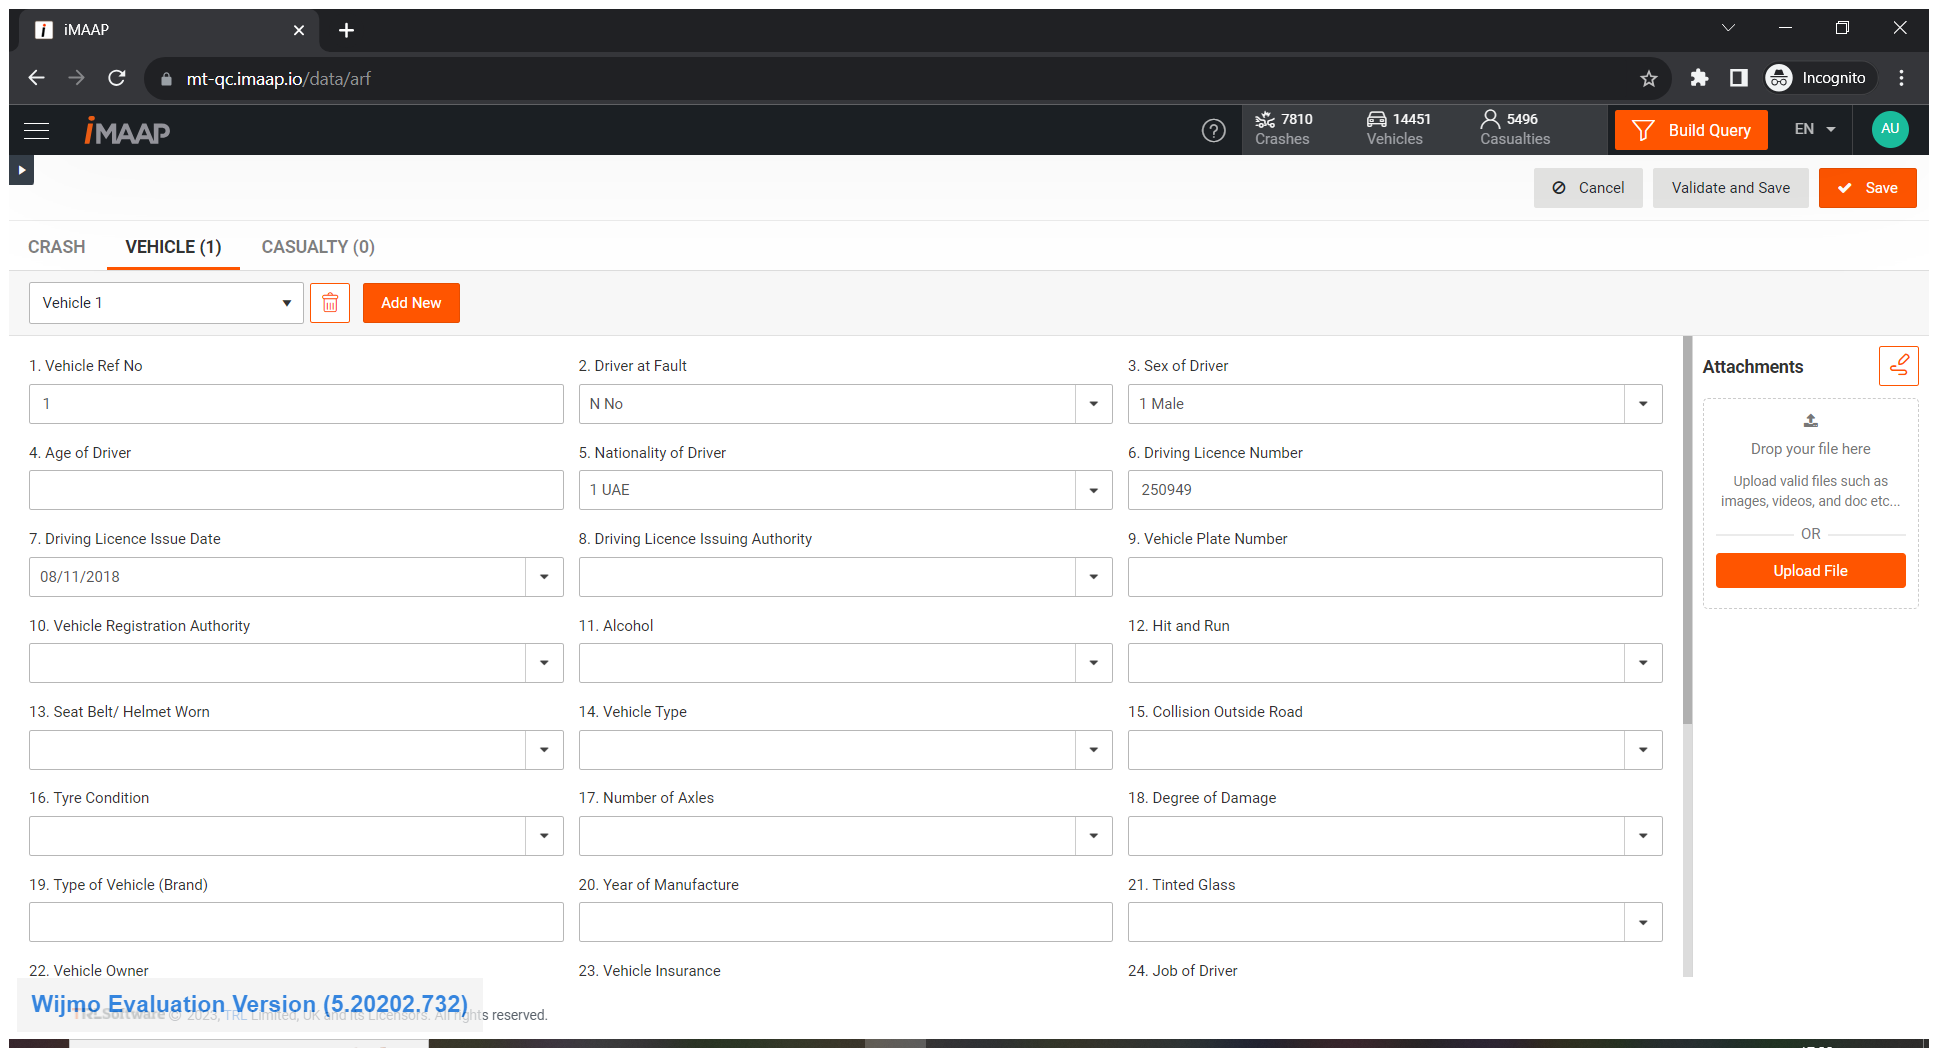 iMAAP
mt-qc.imaap.io/data/arf
Incognito
iMAAP
7810
Crashes
14451
Vehicles
5496
Casualties
Build Query
EN
AU
Cancel
Validate and Save
Save
CRASH
VEHICLE (1)
CASUALTY (0)
Vehicle 1
Add New
1. Vehicle Ref No
2. Driver at Fault
3. Sex of Driver
1
N No
1 Male
4. Age of Driver
5. Nationality of Driver
6. Driving Licence Number
1 UAE
250949
7. Driving Licence Issue Date
8. Driving Licence Issuing Authority
9. Vehicle Plate Number
08/11/2018
10. Vehicle Registration Authority
11. Alcohol
12. Hit and Run
13. Seat Belt/ Helmet Worn
14. Vehicle Type
15. Collision Outside Road
16. Tyre Condition
17. Number of Axles
18. Degree of Damage
19. Type of Vehicle (Brand)
20. Year of Manufacture
21. Tinted Glass
22. Vehicle Owner
23. Vehicle Insurance
24. Job of Driver
Attachments
Drop your file here
Upload valid files such as
images, videos, and doc etc...
OR
Upload File
Wijmo Evaluation Version (5.20202.732)
TRLSoftware © 2023, TRL Limited, UK and its Licensors. All rights reserved.